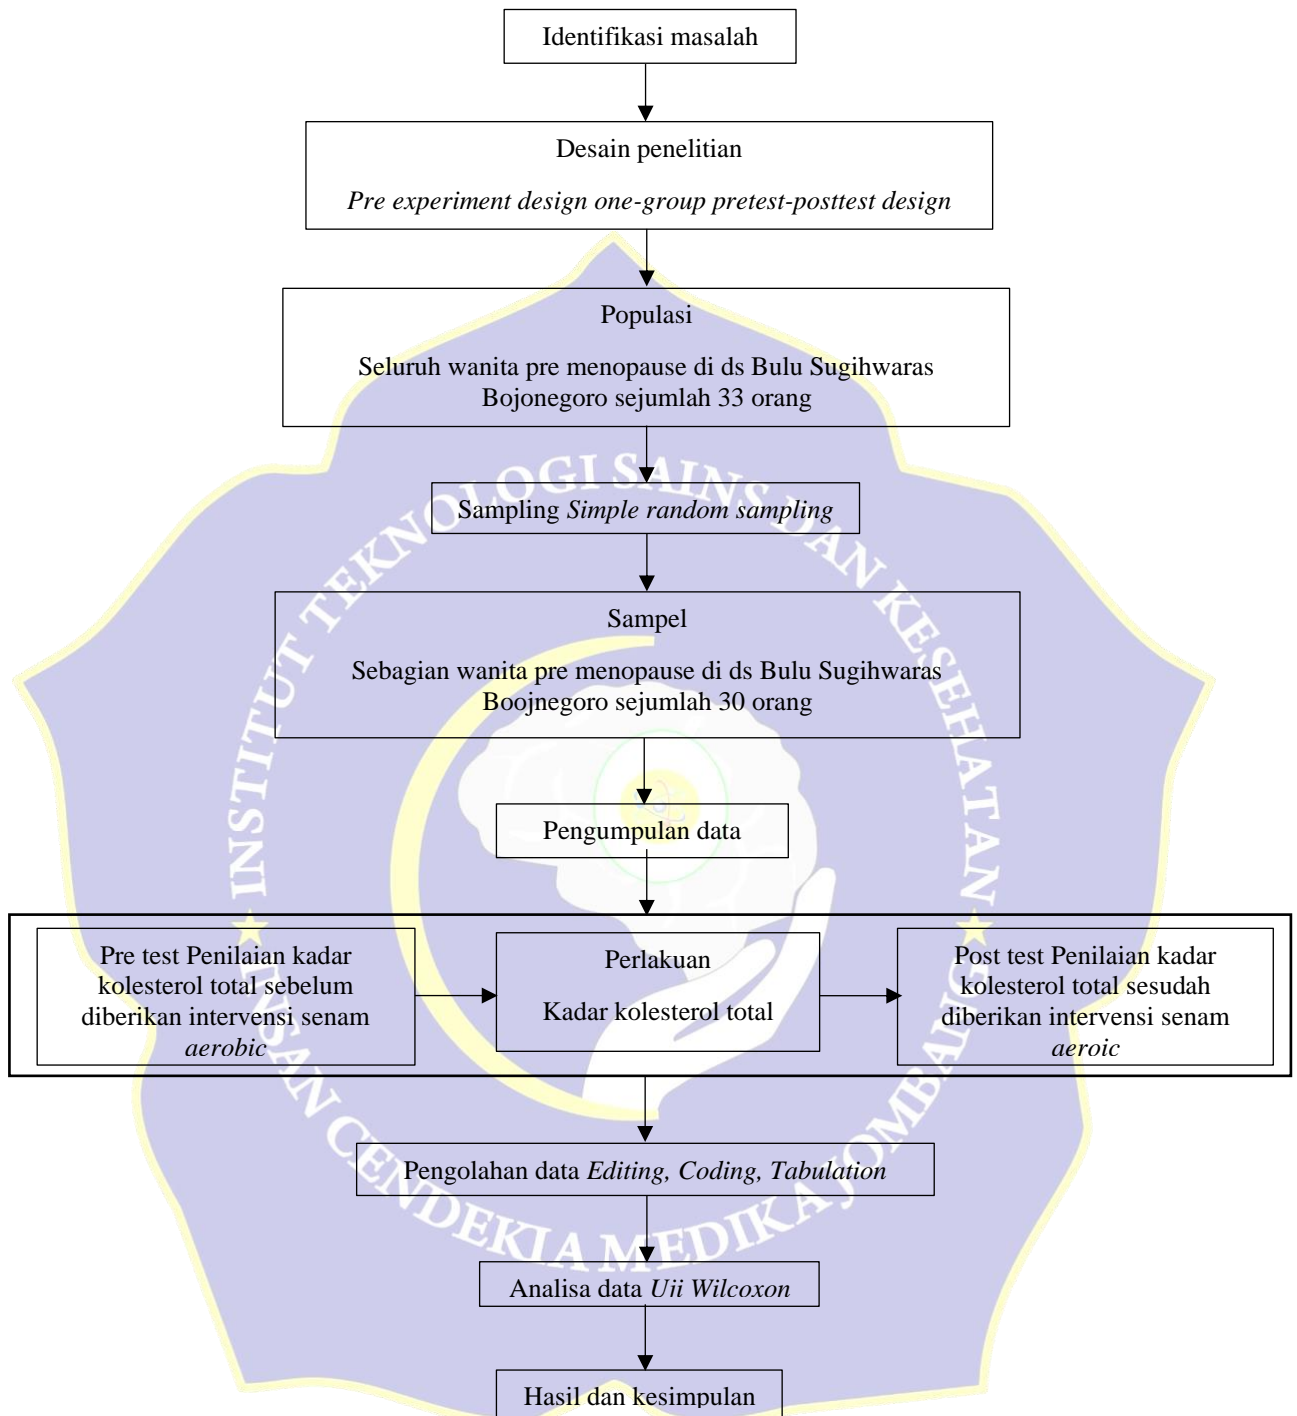 Identifikasi masalah
Desain penelitian
Pre experiment design one-group pretest-posttest design
Populasi
Seluruh wanita pre menopause di ds Bulu Sugihwaras
Bojonegoro sejumlah 33 orang
Sampling Simple random sampling
Sampel
Sebagian wanita pre menopause di ds Bulu Sugihwaras
Boojnegoro sejumlah 30 orang
Pengumpulan data
Pre test Penilaian kadar
kolesterol total sebelum
diberikan intervensi senam
aerobic
Perlakuan
Kadar kolesterol total
Post test Penilaian kadar
kolesterol total sesudah
diberikan intervensi senam
aeroic
Pengolahan data Editing, Coding, Tabulation
Analisa data Uii Wilcoxon
Hasil dan kesimpulan
INSTITUT TEKNOLOGI SAINS DAN KESEHATAN
INSAN CENDEKIA MEDIKA JOMBANG